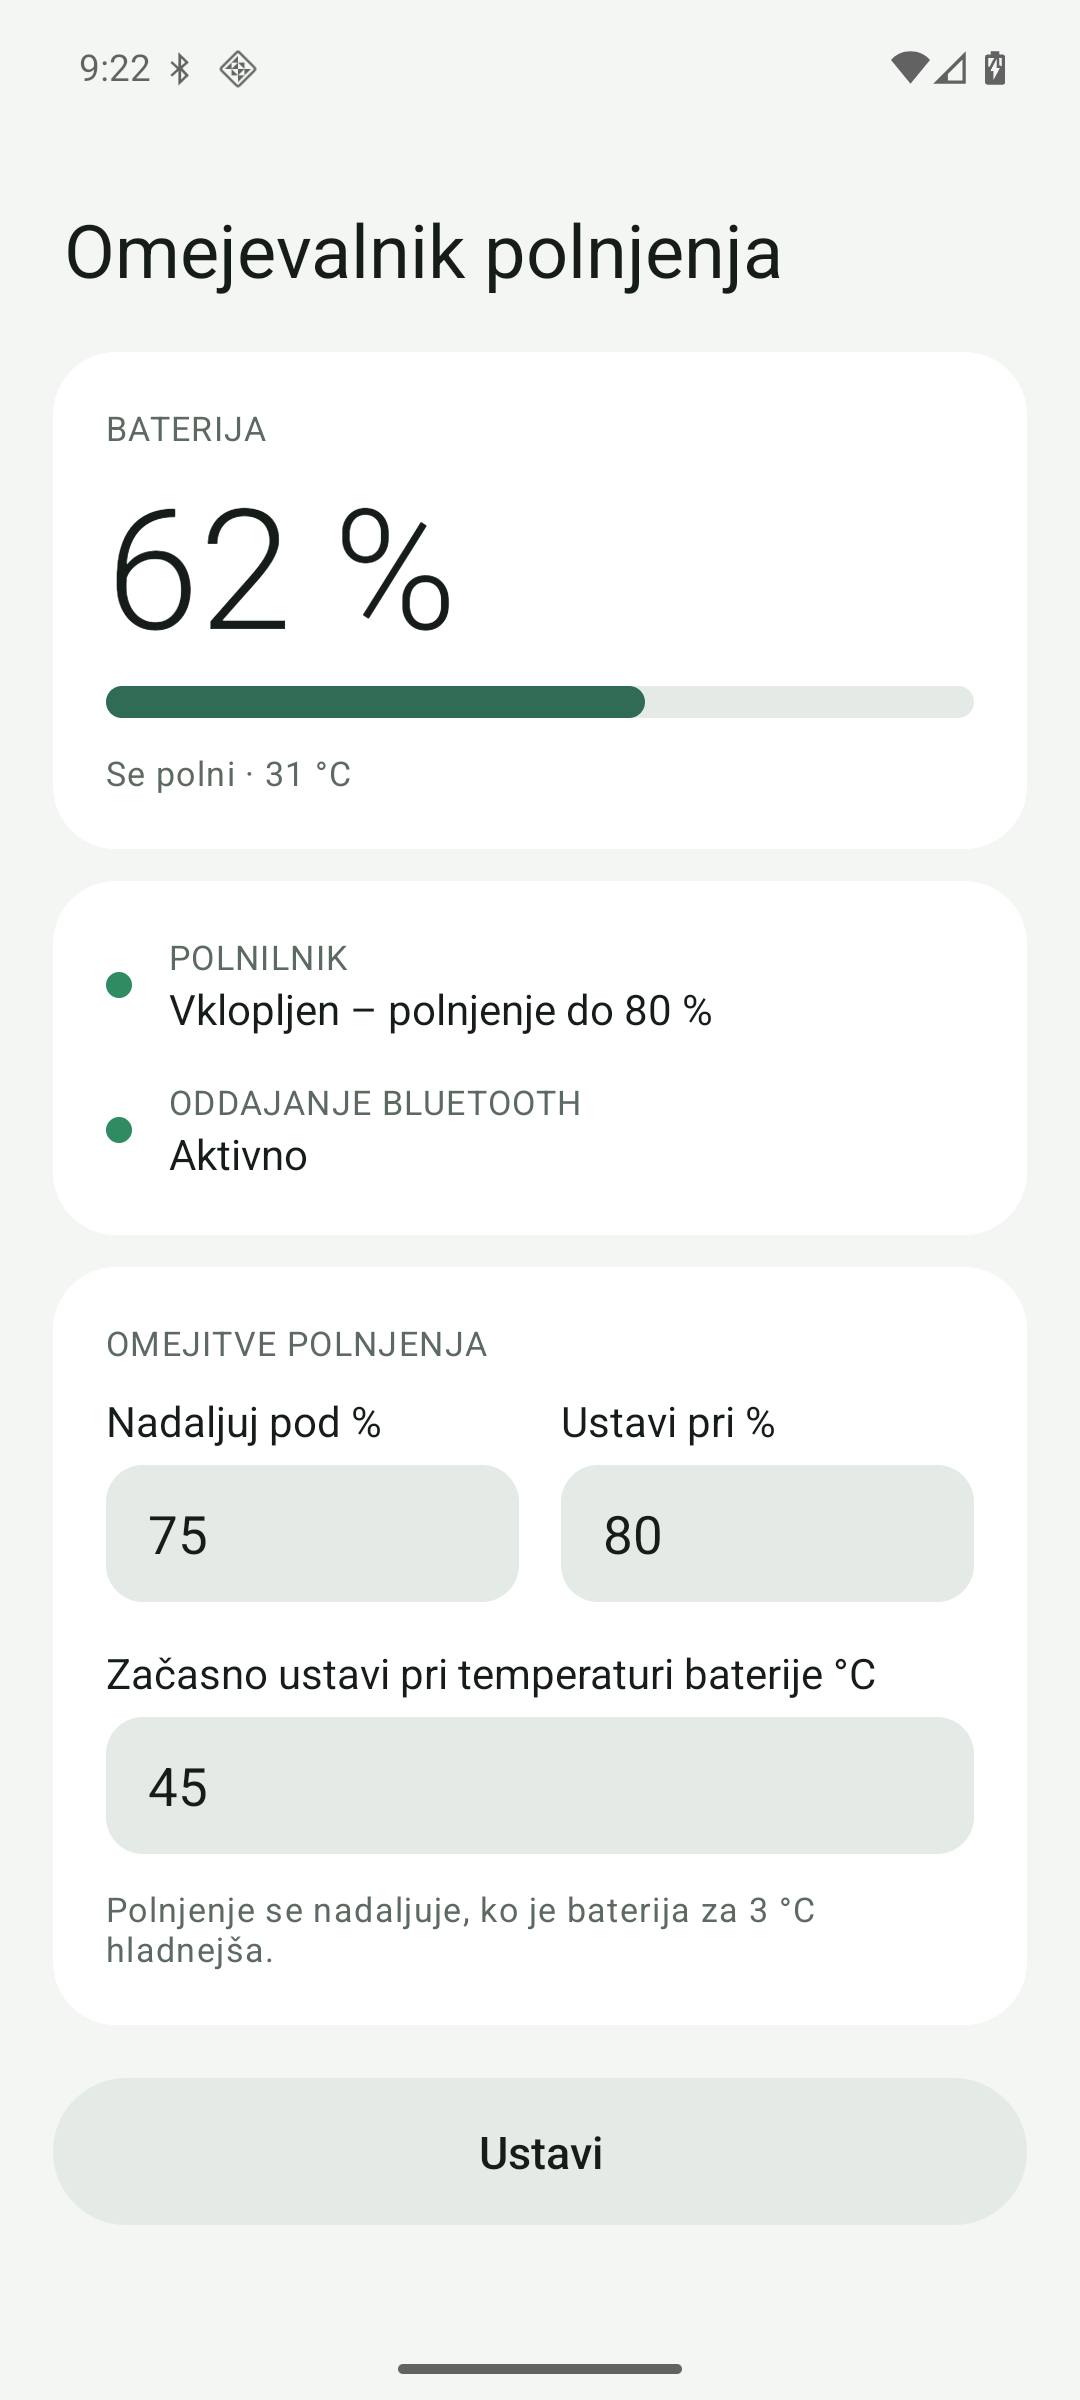 9:22
Omejevalnik polnjenja
BATERIJA
62 %
Se polni · 31 °C
POLNILNIK
Vklopljen – polnjenje do 80 %
ODDAJANJE BLUETOOTH
Aktivno
OMEJITVE POLNJENJA
Nadaljuj pod % Ustavi pri %
75 80
Začasno ustavi pri temperaturi baterije °C
45
Polnjenje se nadaljuje, ko je baterija za 3 °C
hladnejša.
Ustavi